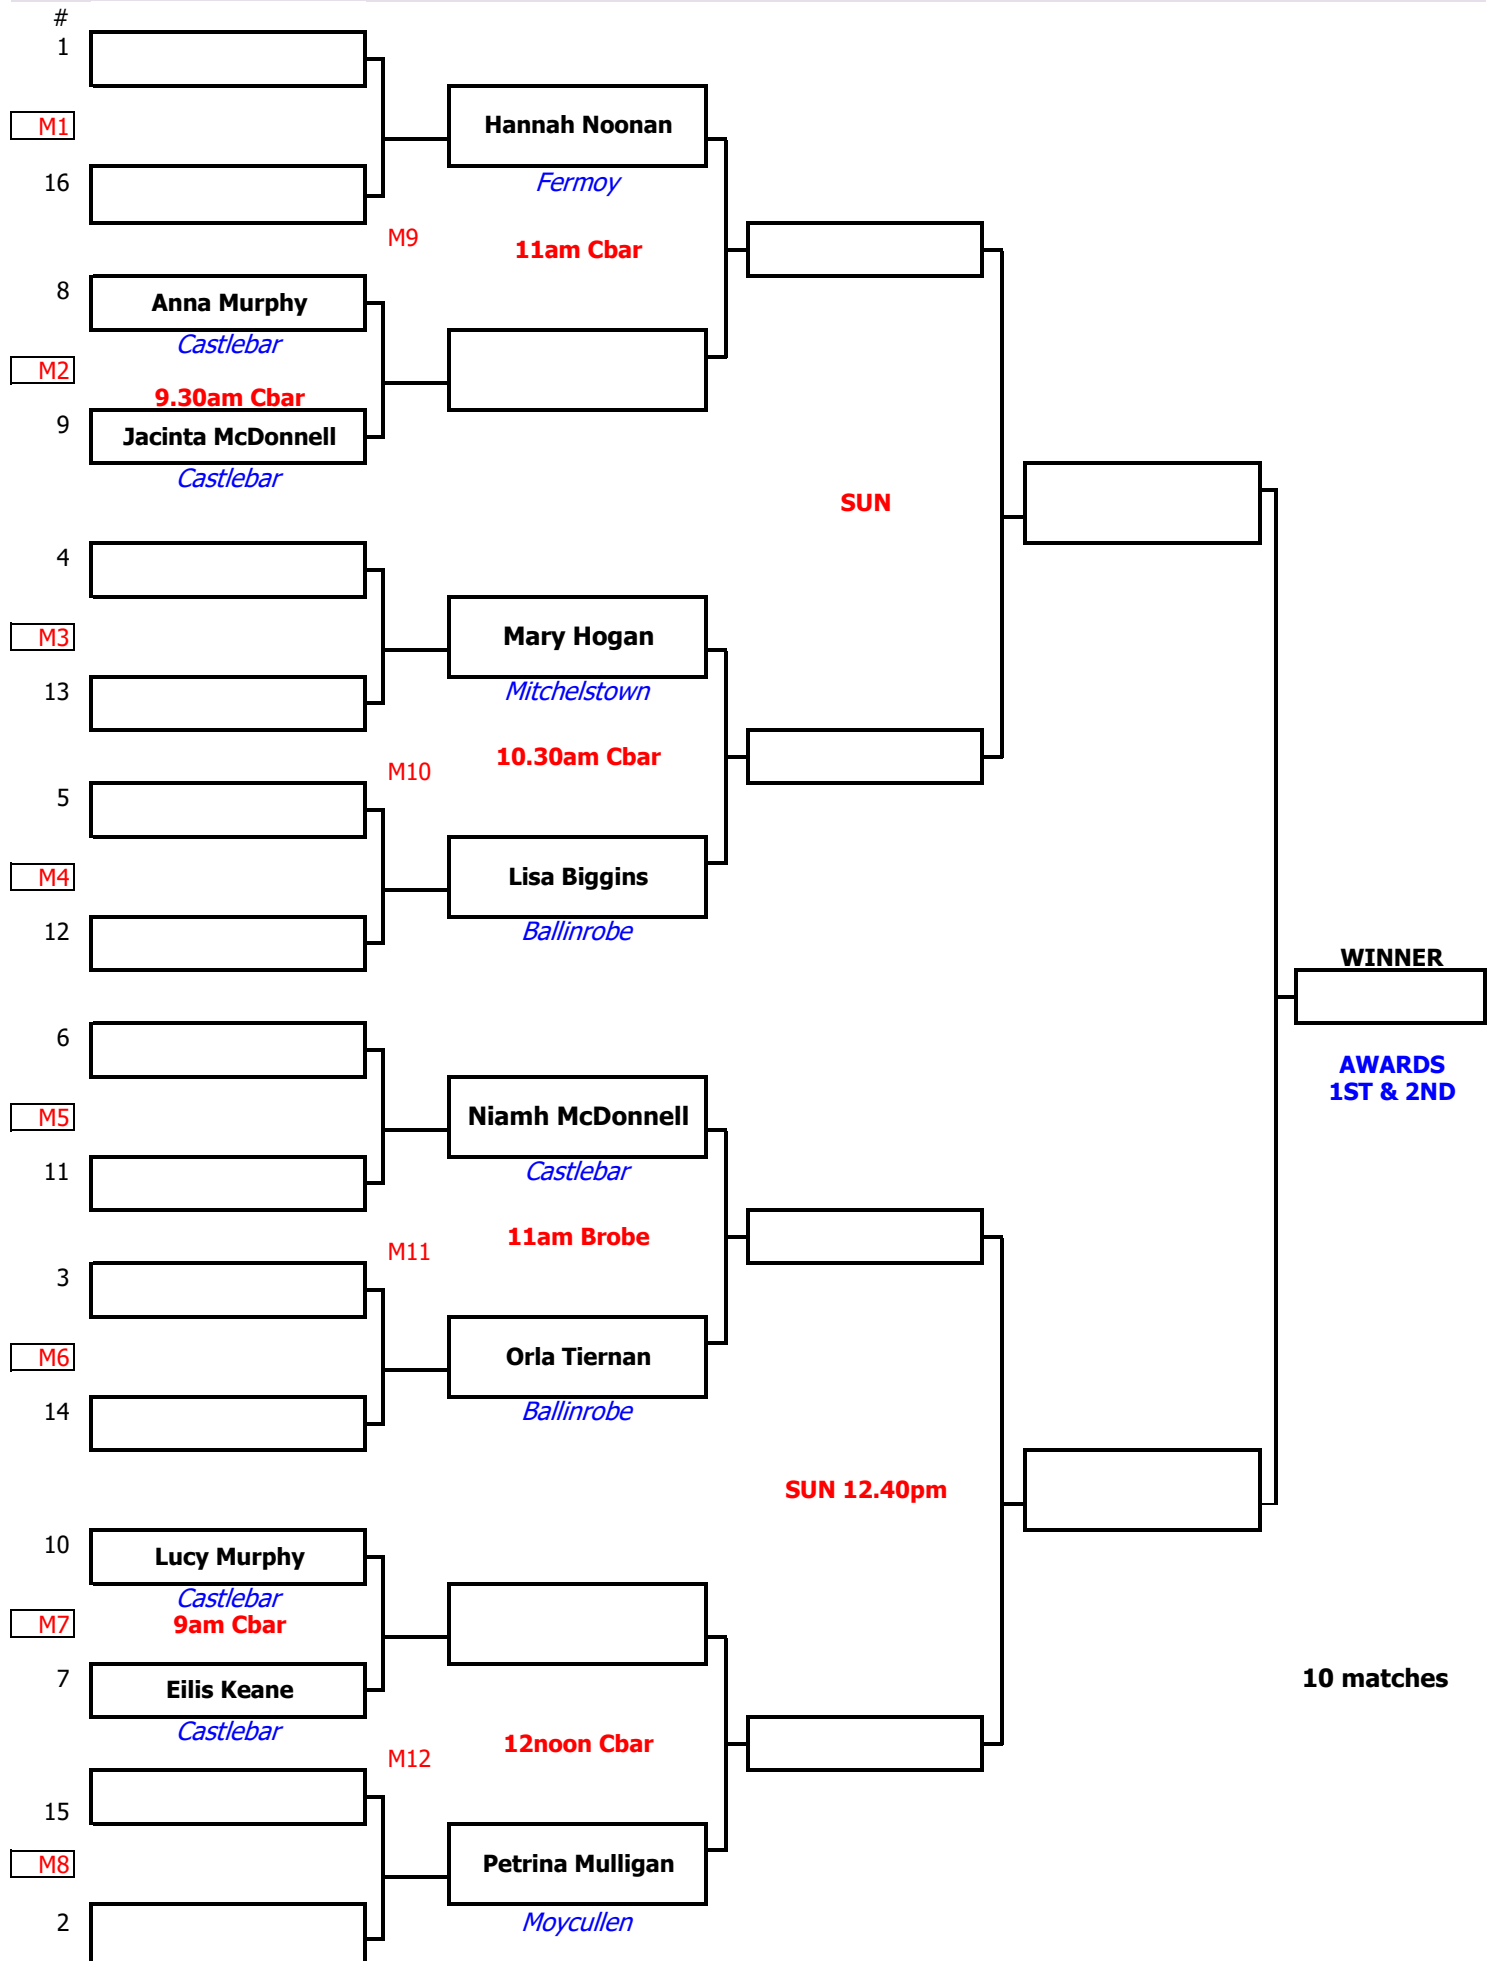 #
1
M1
Hannah Noonan
16
Fermoy
M9
11am Cbar
8
Anna Murphy
Castlebar
M2
9.30am Cbar
9
Jacinta McDonnell
Castlebar
SUN
4
M3
Mary Hogan
13
Mitchelstown
M10
10.30am Cbar
5
M4
Lisa Biggins
12
Ballinrobe
WINNER
6
AWARDS
1ST & 2ND
M5
Niamh McDonnell
11
Castlebar
M11
11am Brobe
3
M6
Orla Tiernan
14
Ballinrobe
SUN 12.40pm
10
Lucy Murphy
Castlebar
M7
9am Cbar
7
Eilis Keane
10 matches
Castlebar
M12
12noon Cbar
15
M8
Petrina Mulligan
2
Moycullen